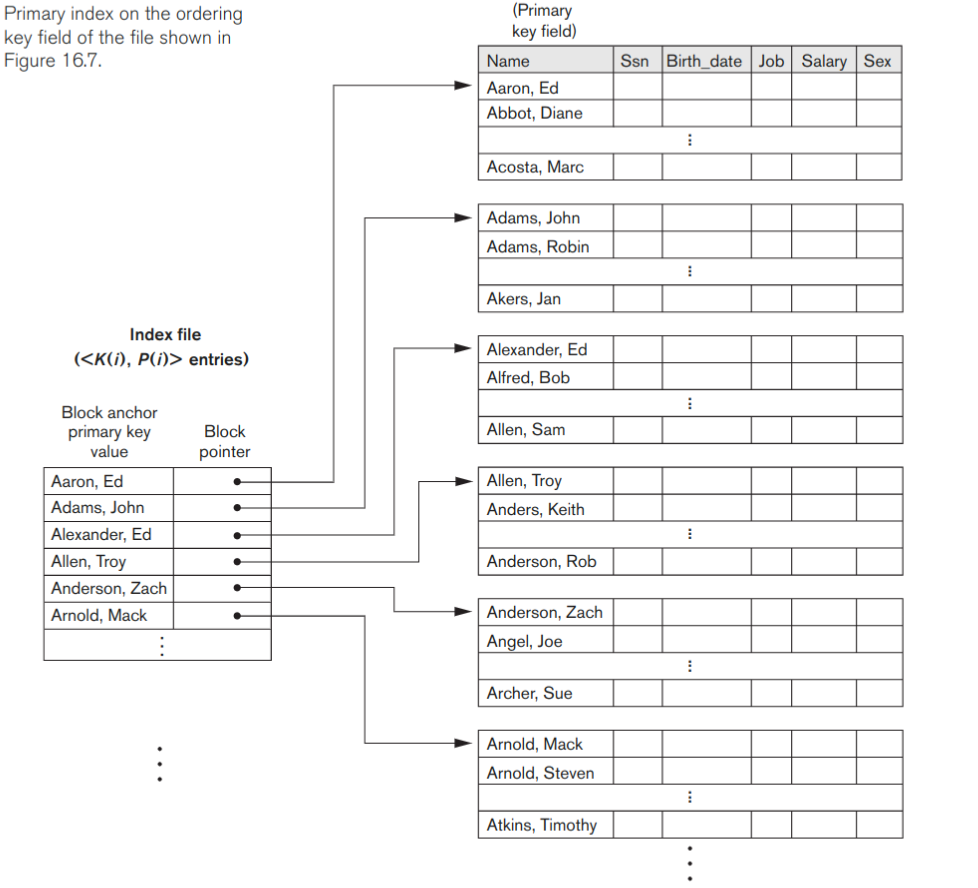 Primary index on the ordering
key field of the file shown in
Figure 16.7.
(Primary
key field)
Name Ssn Birth_date Job Salary Sex
Aaron, Ed
Abbot, Diane
⋮
Acosta, Marc
Adams, John
Adams, Robin
⋮
Akers, Jan
Alexander, Ed
Alfred, Bob
⋮
Allen, Sam
Allen, Troy
Anders, Keith
⋮
Anderson, Rob
Anderson, Zach
Angel, Joe
⋮
Archer, Sue
Arnold, Mack
Arnold, Steven
⋮
Atkins, Timothy
⋮
Index file
(<K(i), P(i)> entries)
Block anchor
primary key
value
Block
pointer
Aaron, Ed
Adams, John
Alexander, Ed
Allen, Troy
Anderson, Zach
Arnold, Mack
⋮
⋮